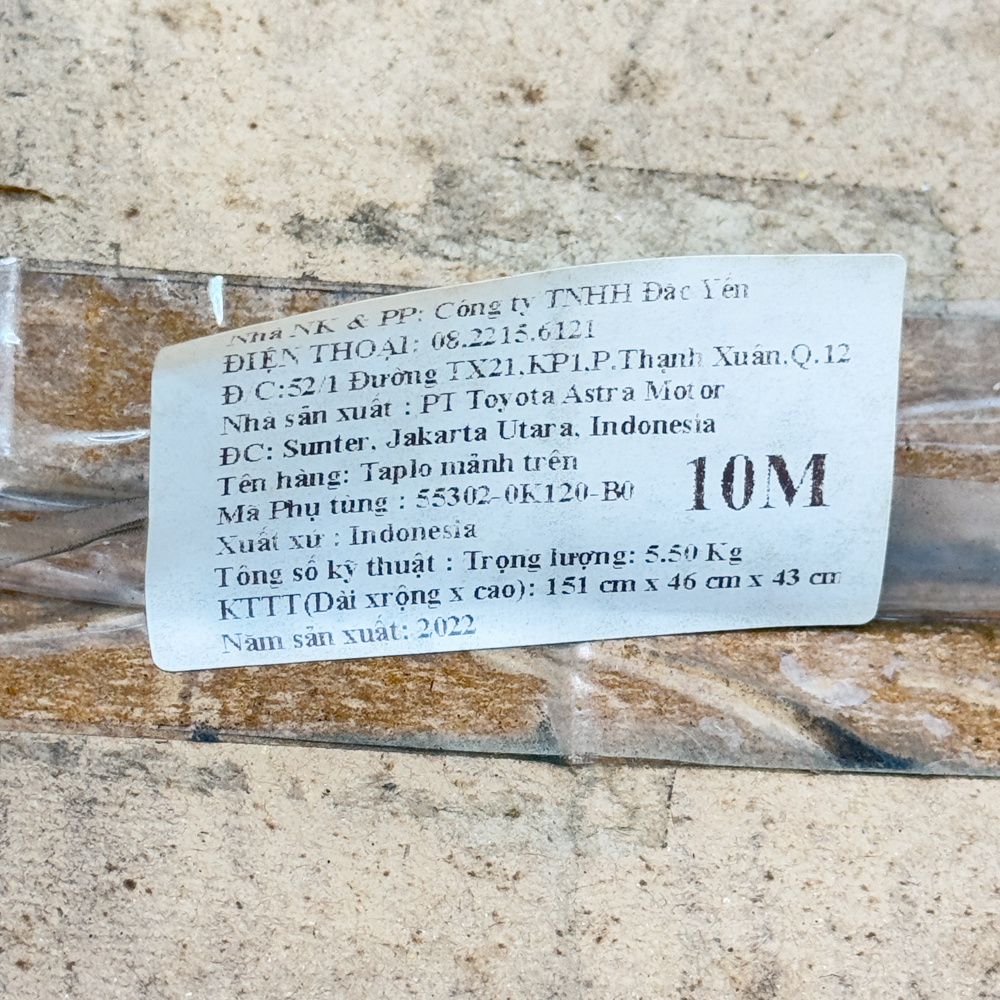 Nhà NK & PP: Công ty TNHH Đắc Yến
ĐIỆN THOẠI: 08.2215.6121
Đ C:52/1 Đường TX21.KP1.P.Thạnh Xuân.Q.12
Nhà sản xuất : PT Toyota Astra Motor
ĐC: Sunter. Jakarta Utara. Indonesia
Tên hàng: Taplo mảnh trên
Mã Phụ tùng : 55302-0K120-B0
10M
Xuất xứ : Indonesia
Tông số kỹ thuật : Trọng lượng: 5.50 Kg
KTTT(Dài xrộng x cao): 151 cm x 46 cm x 43 cm
Năm sản xuất: 2022